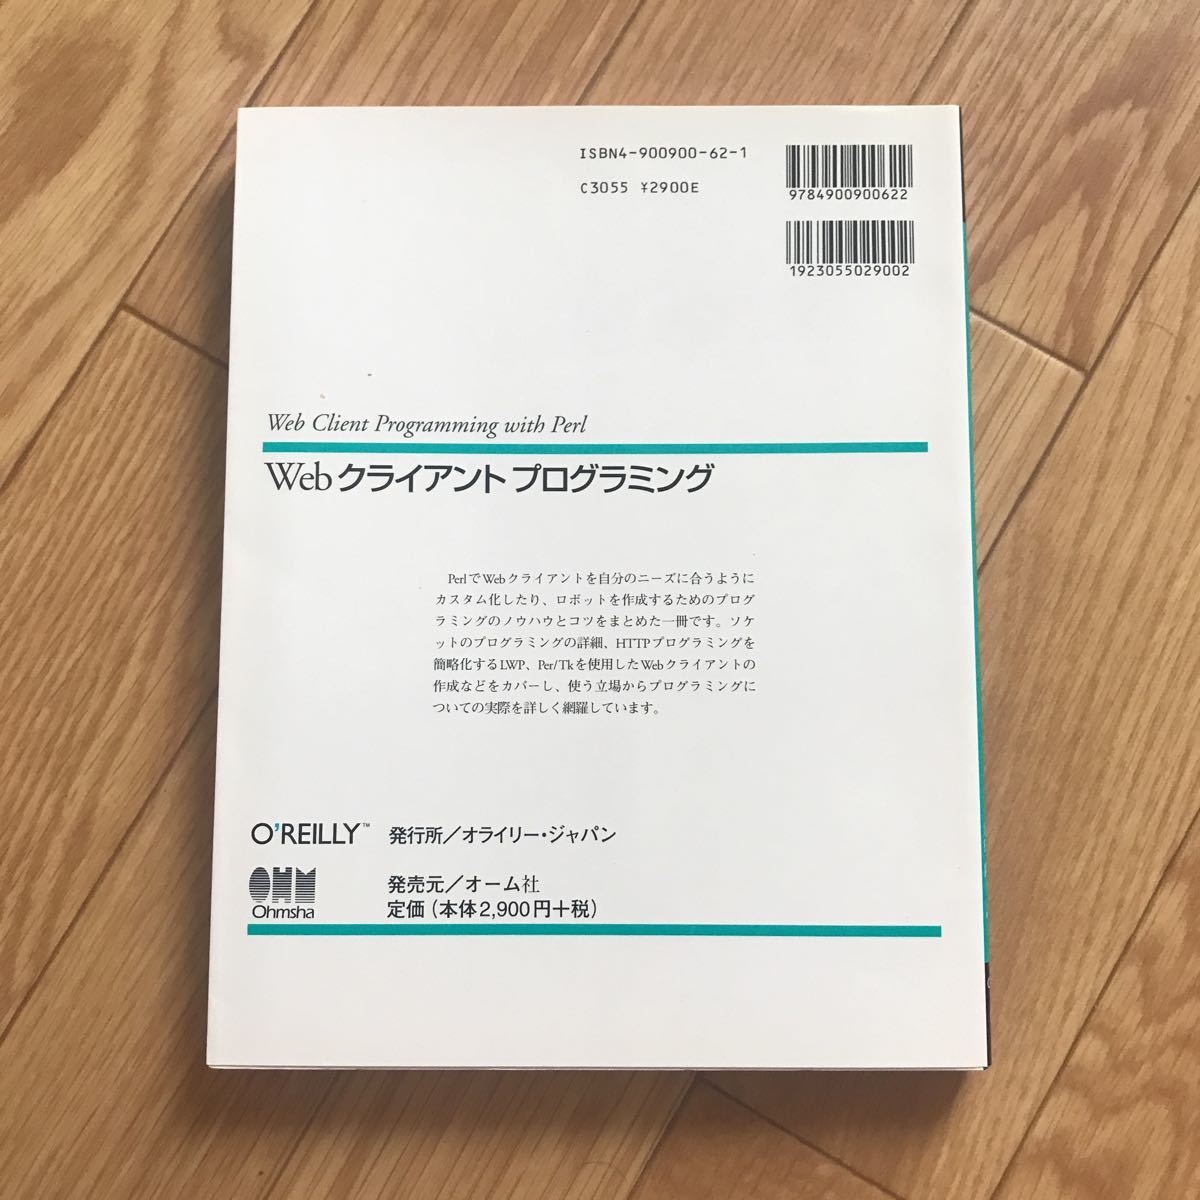 ISBN4-900900-62-1
C3055 ¥2900E
9784900900622
1923055029002
Web Client Programming with Perl
Webクライアント プログラミング
PerlでWebクライアントを自分のニーズに合うように
カスタム化したり、ロボットを作成するためのプログ
ラミングのノウハウとコツをまとめた一冊です。ソケ
ットのプログラミングの詳細、HTTPプログラミングを
簡略化するLWP、Per/Tkを使用したWebクライアントの
作成などをカバーし、使う立場からプログラミングに
ついての実際を詳しく網羅しています。
O'REILLY™ 発行所／オライリー・ジャパン
OHM
Ohmsha
発売元／オーム社
定価(本体2,900円+税)